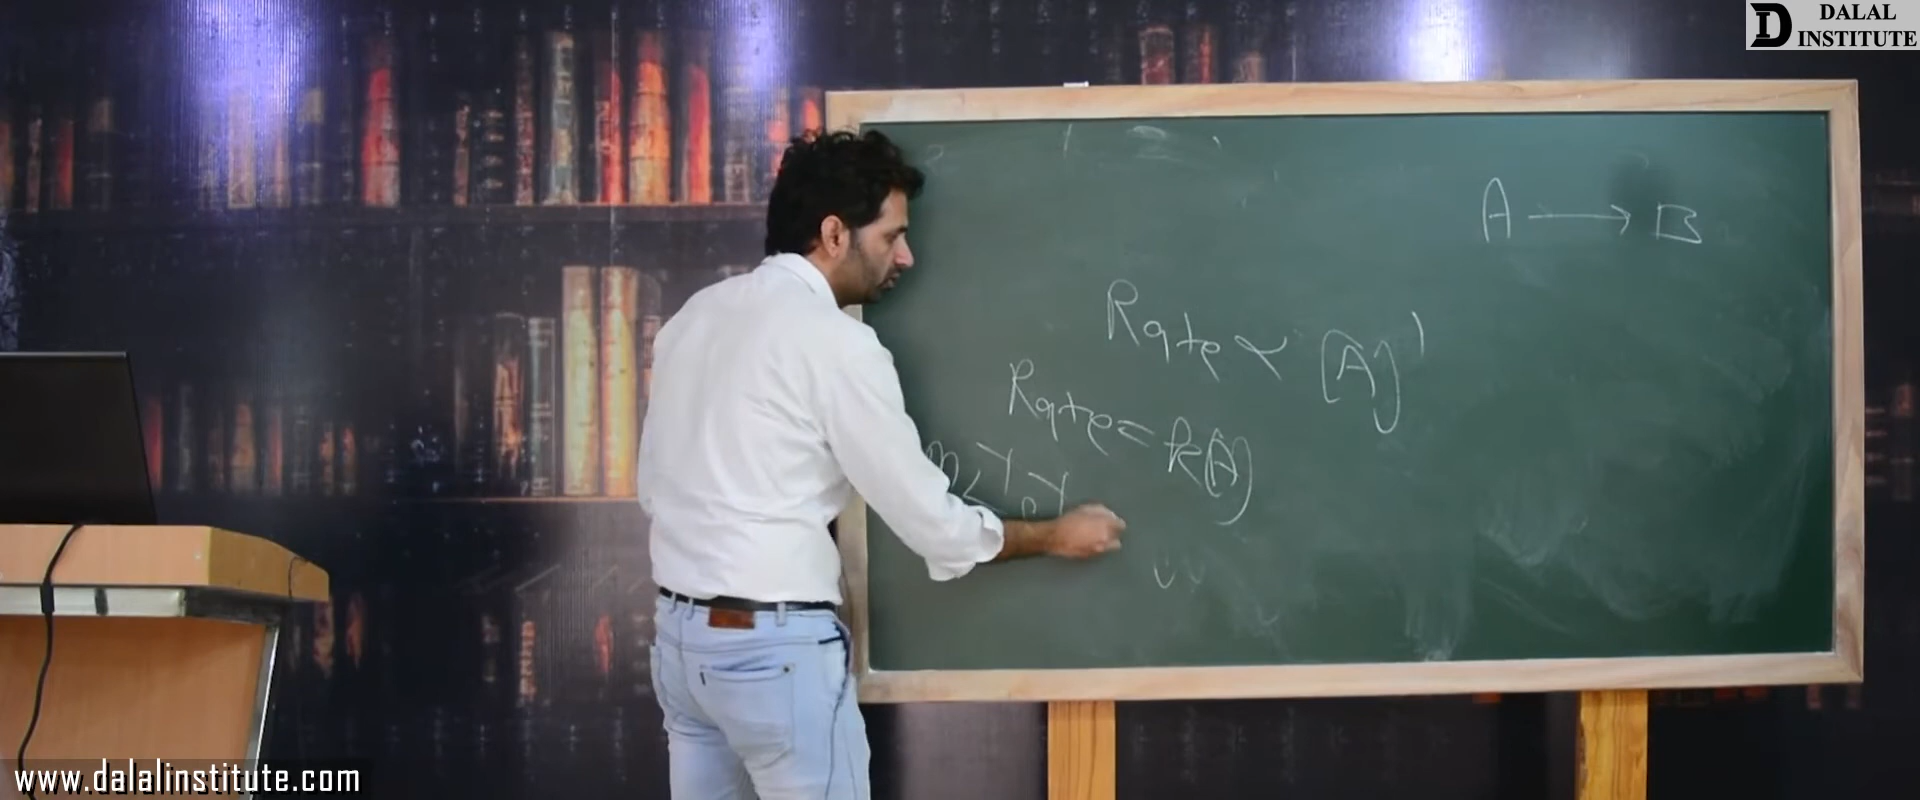 DALAL
INSTITUTE
A → B
Rate ∝ [A]¹
Rate = k[A]
www.dalalinstitute.com